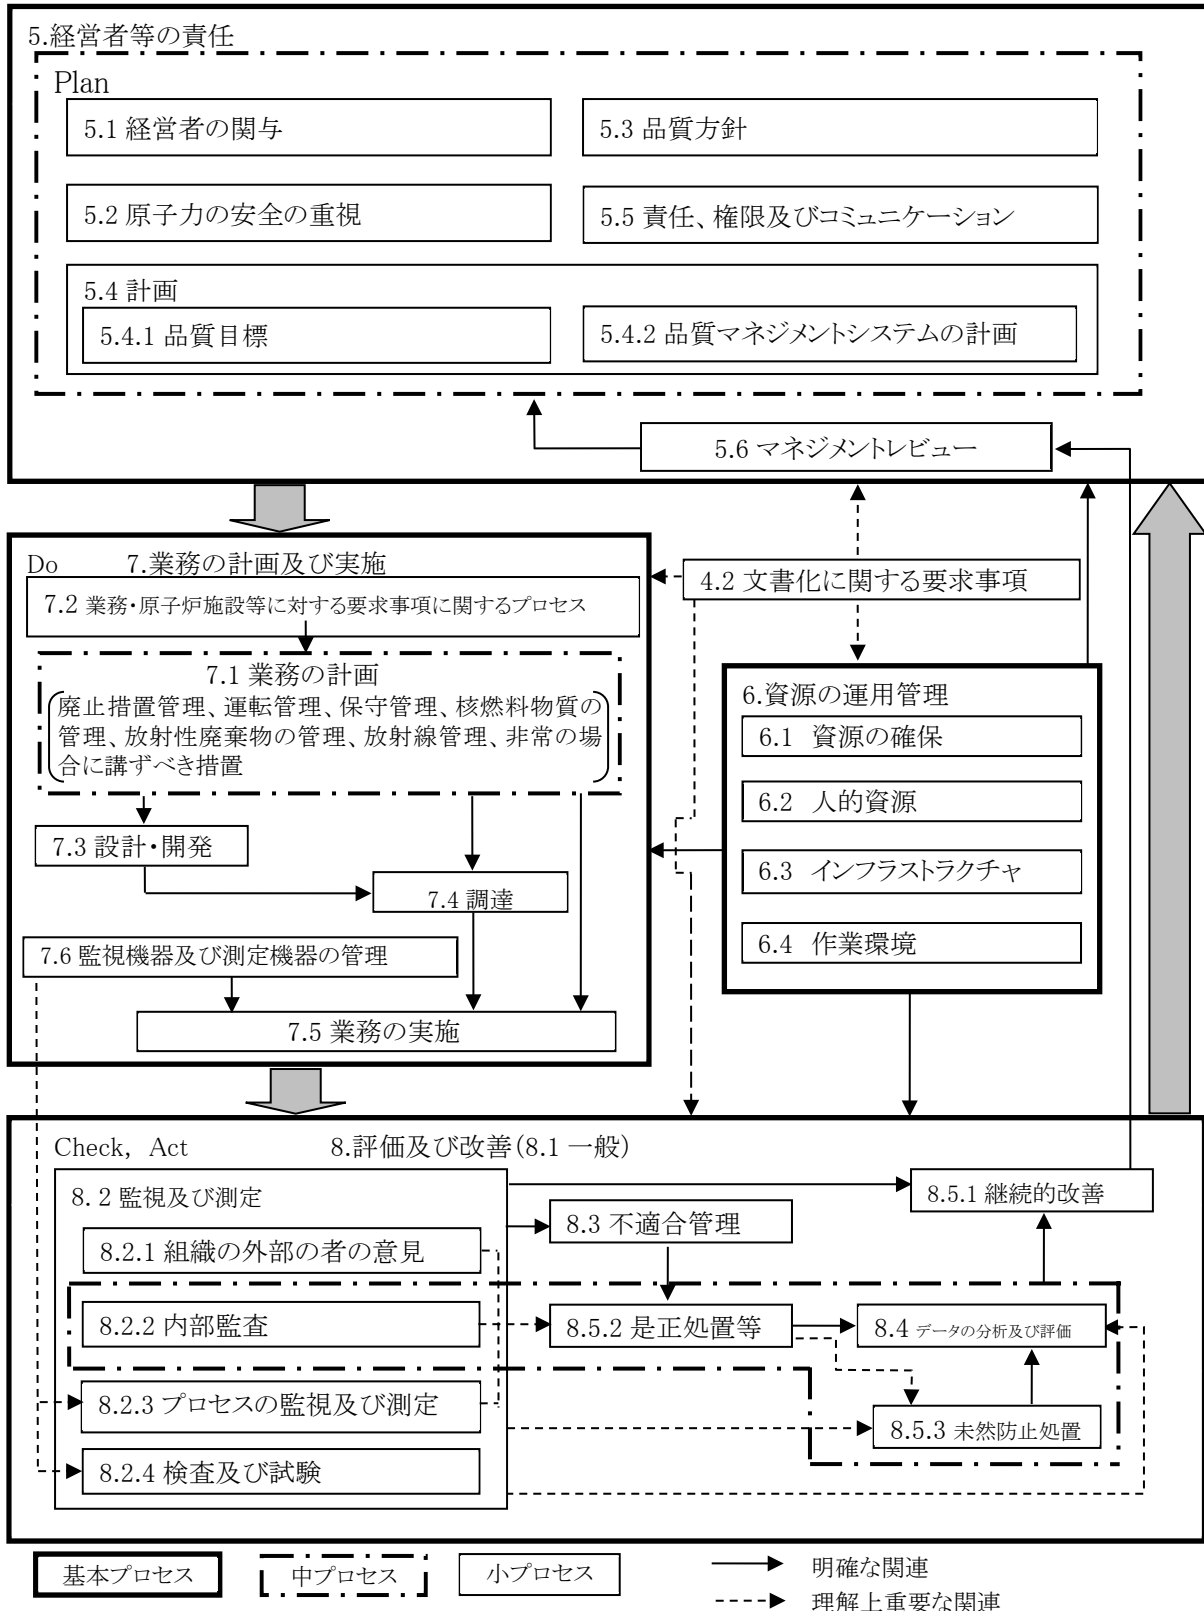 5.経営者等の責任
Plan
5.1 経営者の関与
5.3 品質方針
5.2 原子力の安全の重視
5.5 責任、権限及びコミュニケーション
5.4 計画
5.4.1 品質目標
5.4.2 品質マネジメントシステムの計画
5.6 マネジメントレビュー
Do 7.業務の計画及び実施
7.2 業務・原子炉施設等に対する要求事項に関するプロセス
4.2 文書化に関する要求事項
7.1 業務の計画
廃止措置管理、運転管理、保守管理、核燃料物質の
管理、放射性廃棄物の管理、放射線管理、非常の場
合に講ずべき措置
6.資源の運用管理
6.1 資源の確保
6.2 人的資源
6.3 インフラストラクチャ
6.4 作業環境
7.3 設計・開発
7.4 調達
7.6 監視機器及び測定機器の管理
7.5 業務の実施
Check, Act 8.評価及び改善(8.1 一般)
8.2 監視及び測定
8.5.1 継続的改善
8.3 不適合管理
8.2.1 組織の外部の者の意見
8.2.2 内部監査
8.5.2 是正処置等
8.4 データの分析及び評価
8.2.3 プロセスの監視及び測定
8.5.3 未然防止処置
8.2.4 検査及び試験
基本プロセス
中プロセス
小プロセス
明確な関連
理解上重要な関連